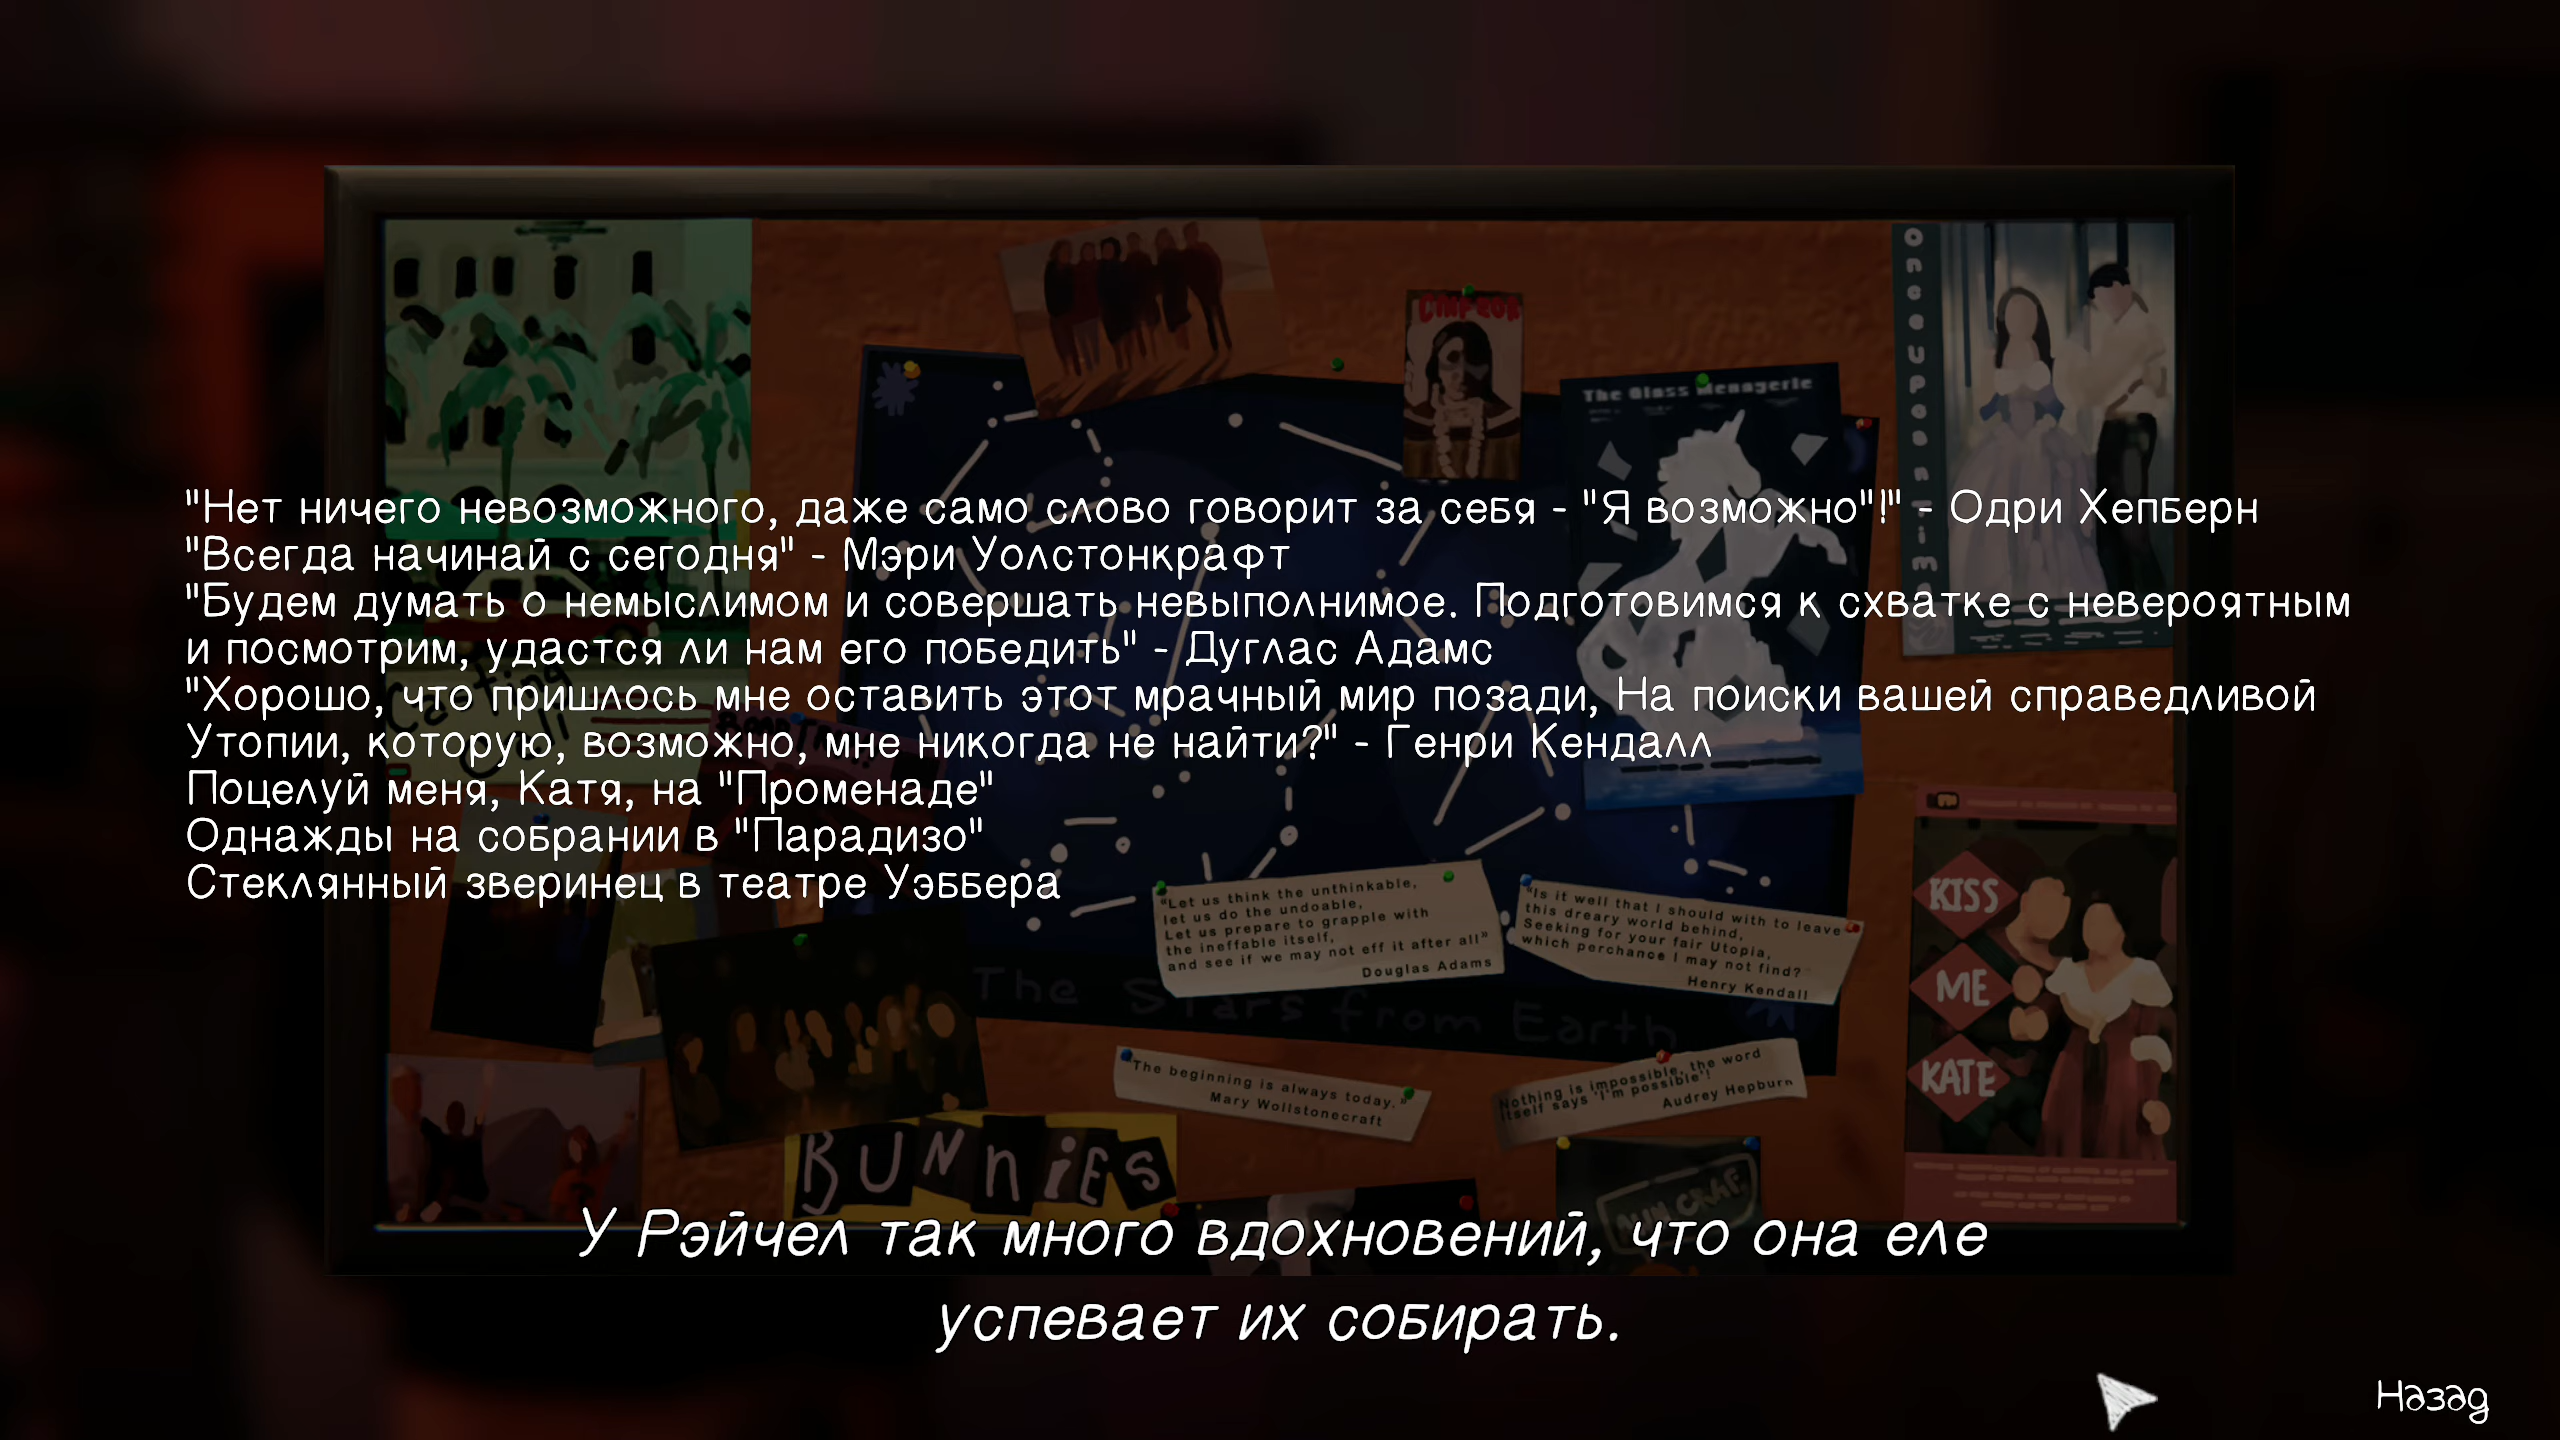 "Нет ничего невозможного, даже само слово говорит за себя - "Я возможно"!" - Одри Хепберн
"Всегда начинай с сегодня" - Мэри Уолстонкрафт
"Будем думать о немыслимом и совершать невыполнимое. Подготовимся к схватке с невероятным
и посмотрим, удастся ли нам его победить" - Дуглас Адамс
"Хорошо, что пришлось мне оставить этот мрачный мир позади, На поиски вашей справедливой
Утопии, которую, возможно, мне никогда не найти?" - Генри Кендалл
Поцелуй меня, Катя, на "Променаде"
Однажды на собрании в "Парадизо"
Стеклянный зверинец в театре Уэббера
The Glass Menagerie
Once Upon
Casting
Call
"Let us think the unthinkable,
let us do the undoable,
Let us prepare to grapple with
the ineffable itself,
and see if we may not eff it after all"
Douglas Adams
"Is it well that I should with to leave
this dreary world behind,
Seeking for your fair Utopia,
which perchance I may not find?
Henry Kendall
The Stars from Earth
"The beginning is always today."
Mary Wollstonecraft
Nothing is impossible, the word
itself says 'I'm possible'!
Audrey Hepburn
KISS
ME
KATE
BUNNIES
У Рэйчел так много вдохновений, что она еле
успевает их собирать.
Назад